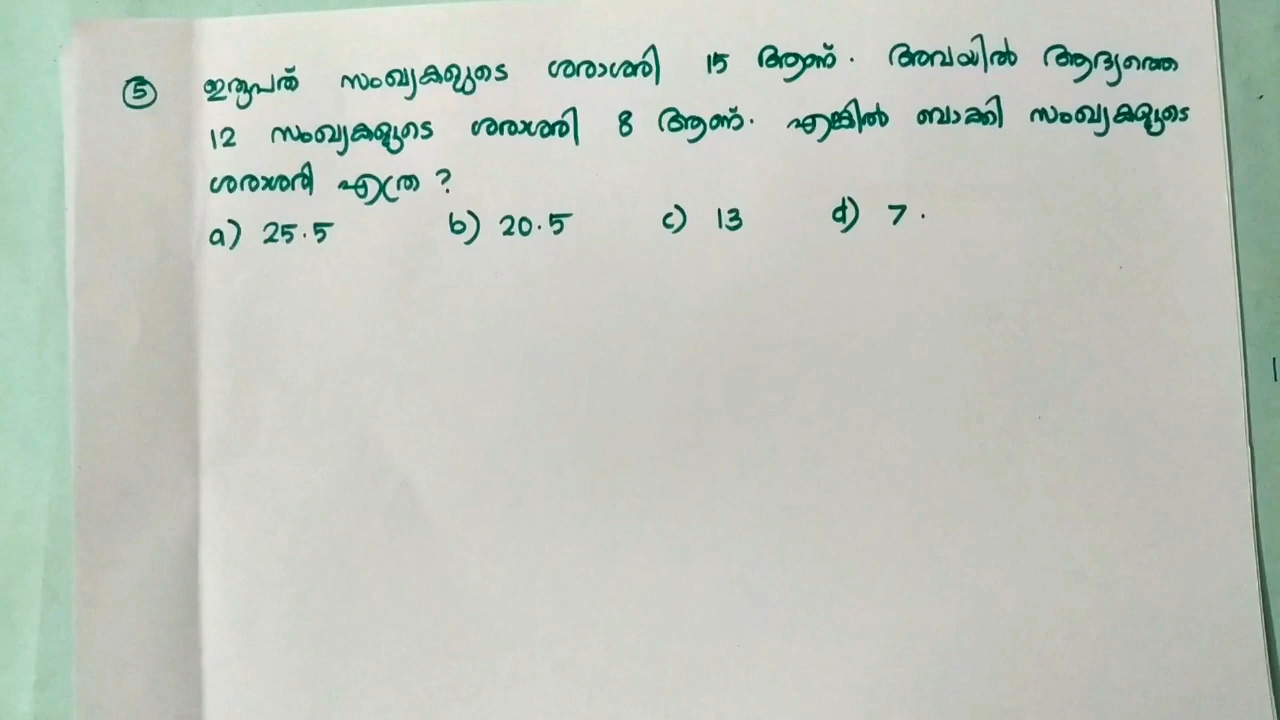 ⑤ ഇരുപത് സംഖ്യകളുടെ ശരാശരി 15 ആണ്. അവയിൽ ആദ്യത്തെ
12 സംഖ്യകളുടെ ശരാശരി 8 ആണ്. എങ്കിൽ ബാക്കി സംഖ്യകളുടെ
ശരാശരി എത്ര ?
a) 25.5 b) 20.5 c) 13 d) 7.